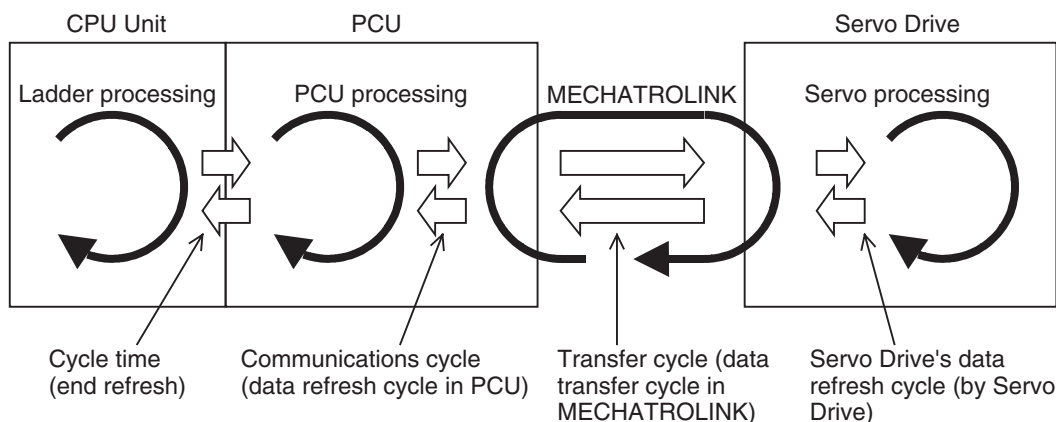 CPU Unit
PCU
Servo Drive
Ladder processing
PCU processing
MECHATROLINK
Servo processing
Cycle time
(end refresh)
Communications cycle
(data refresh cycle in PCU)
Transfer cycle (data
transfer cycle in
MECHATROLINK)
Servo Drive's data
refresh cycle (by Servo
Drive)